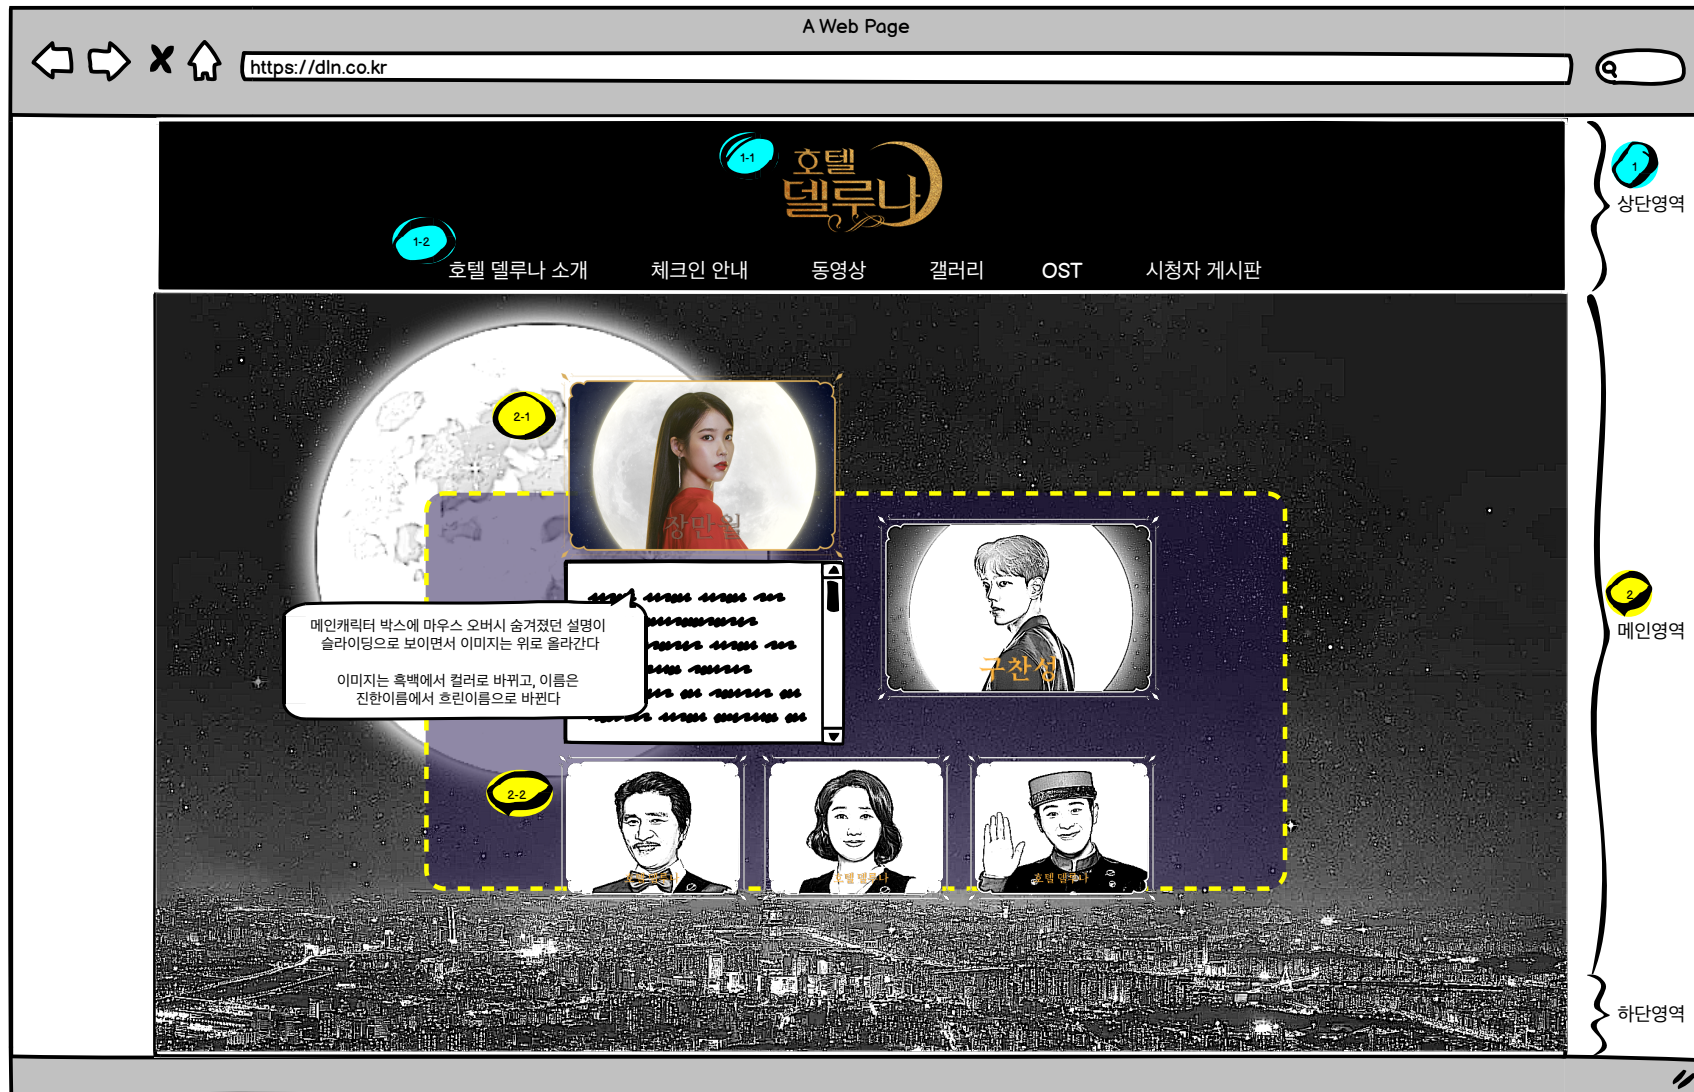 A Web Page
https://dln.co.kr
1-1
호텔
델루나
1
상단영역
1-2
호텔 델루나 소개
체크인 안내
동영상
갤러리
OST
시청자 게시판
2-1
장만월
구찬성
메인캐릭터 박스에 마우스 오버시 숨겨졌던 설명이
슬라이딩으로 보이면서 이미지는 위로 올라간다
이미지는 흑백에서 컬러로 바뀌고, 이름은
진한이름에서 흐린이름으로 바뀐다
2
메인영역
2-2
호텔 델루나
호텔 델루나
호텔 델루나
하단영역